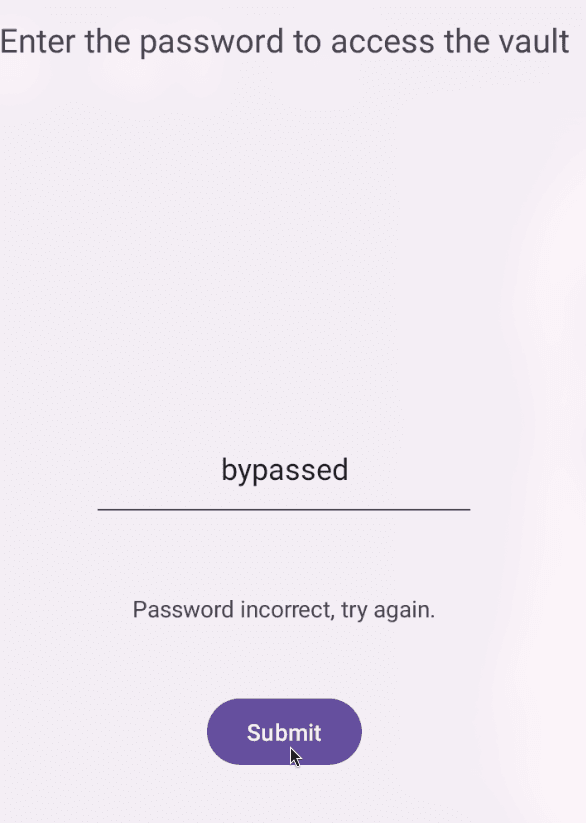 Enter the password to access the vault
bypassed
Password incorrect, try again.
Submit